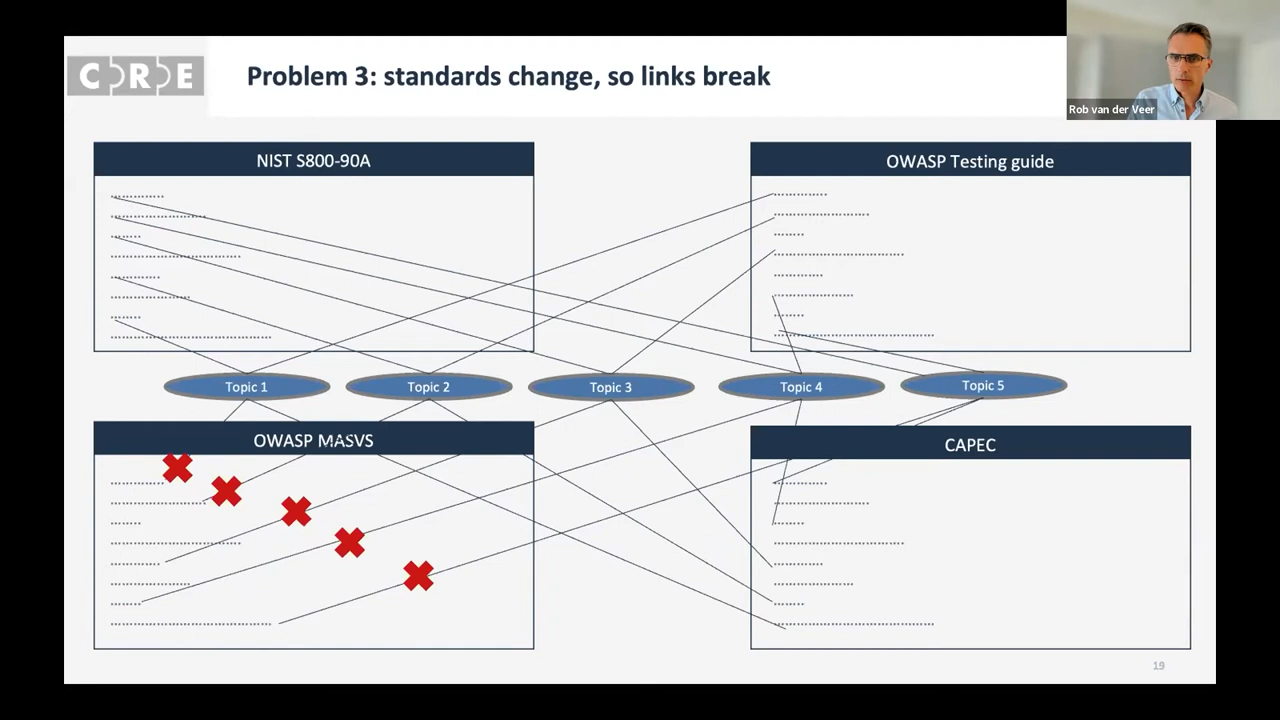 CRE
Problem 3: standards change, so links break
Rob van der Veer
NIST S800-90A
OWASP Testing guide
Topic 1
Topic 2
Topic 3
Topic 4
Topic 5
OWASP MASVS
CAPEC
19